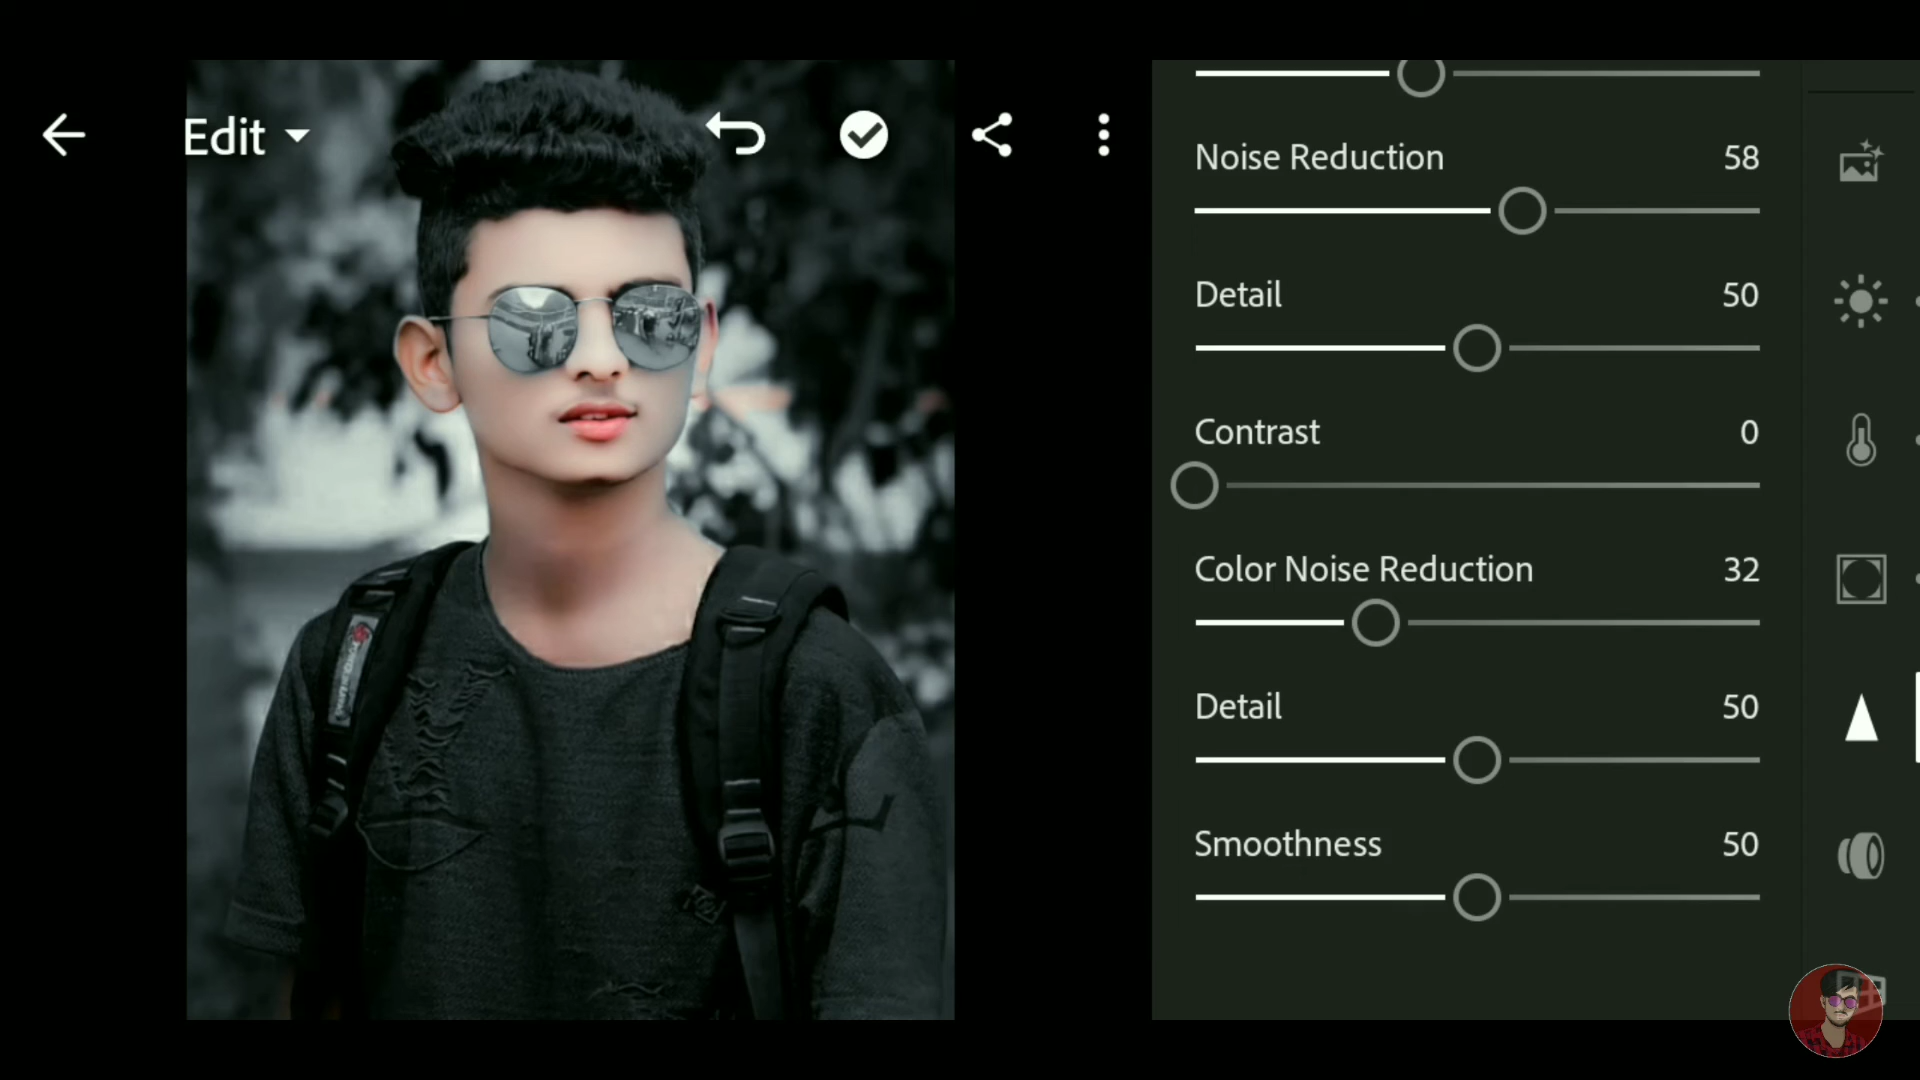 Edit
Noise Reduction 58
Detail 50
Contrast 0
Color Noise Reduction 32
Detail 50
Smoothness 50